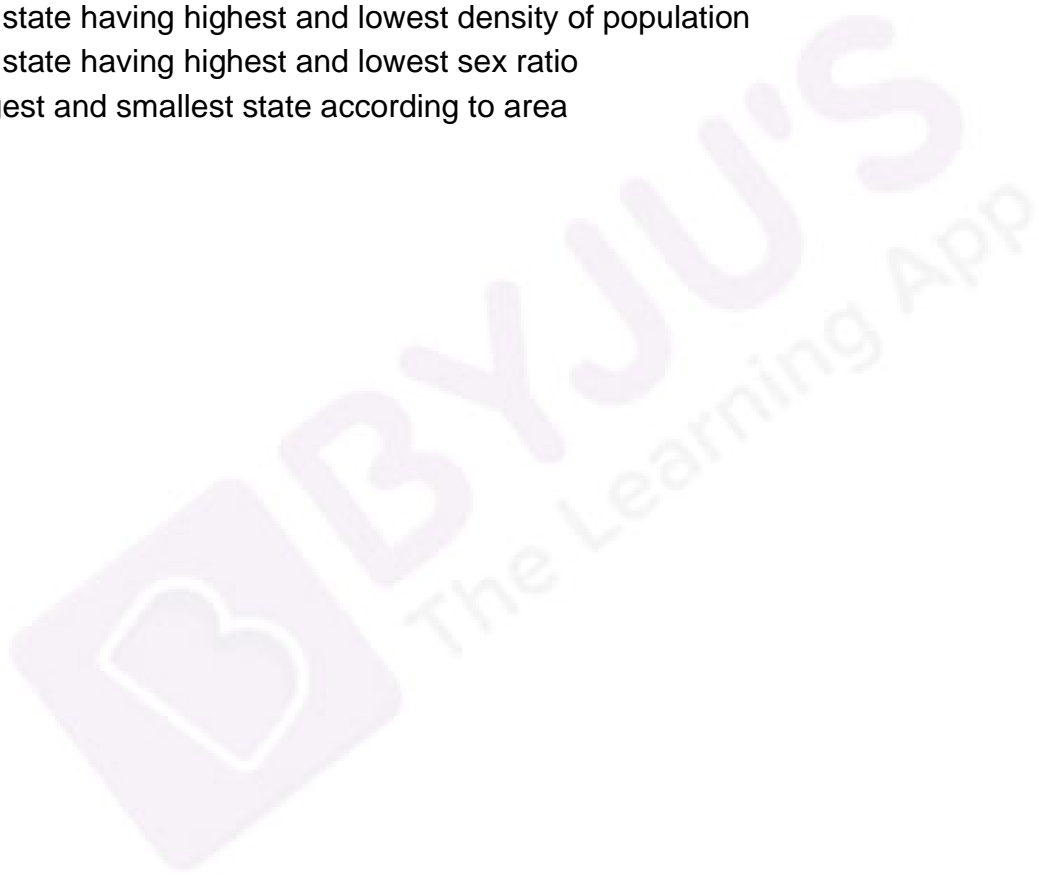 state having highest and lowest density of population
state having highest and lowest sex ratio
est and smallest state according to area
BYJU'S
The Learning App